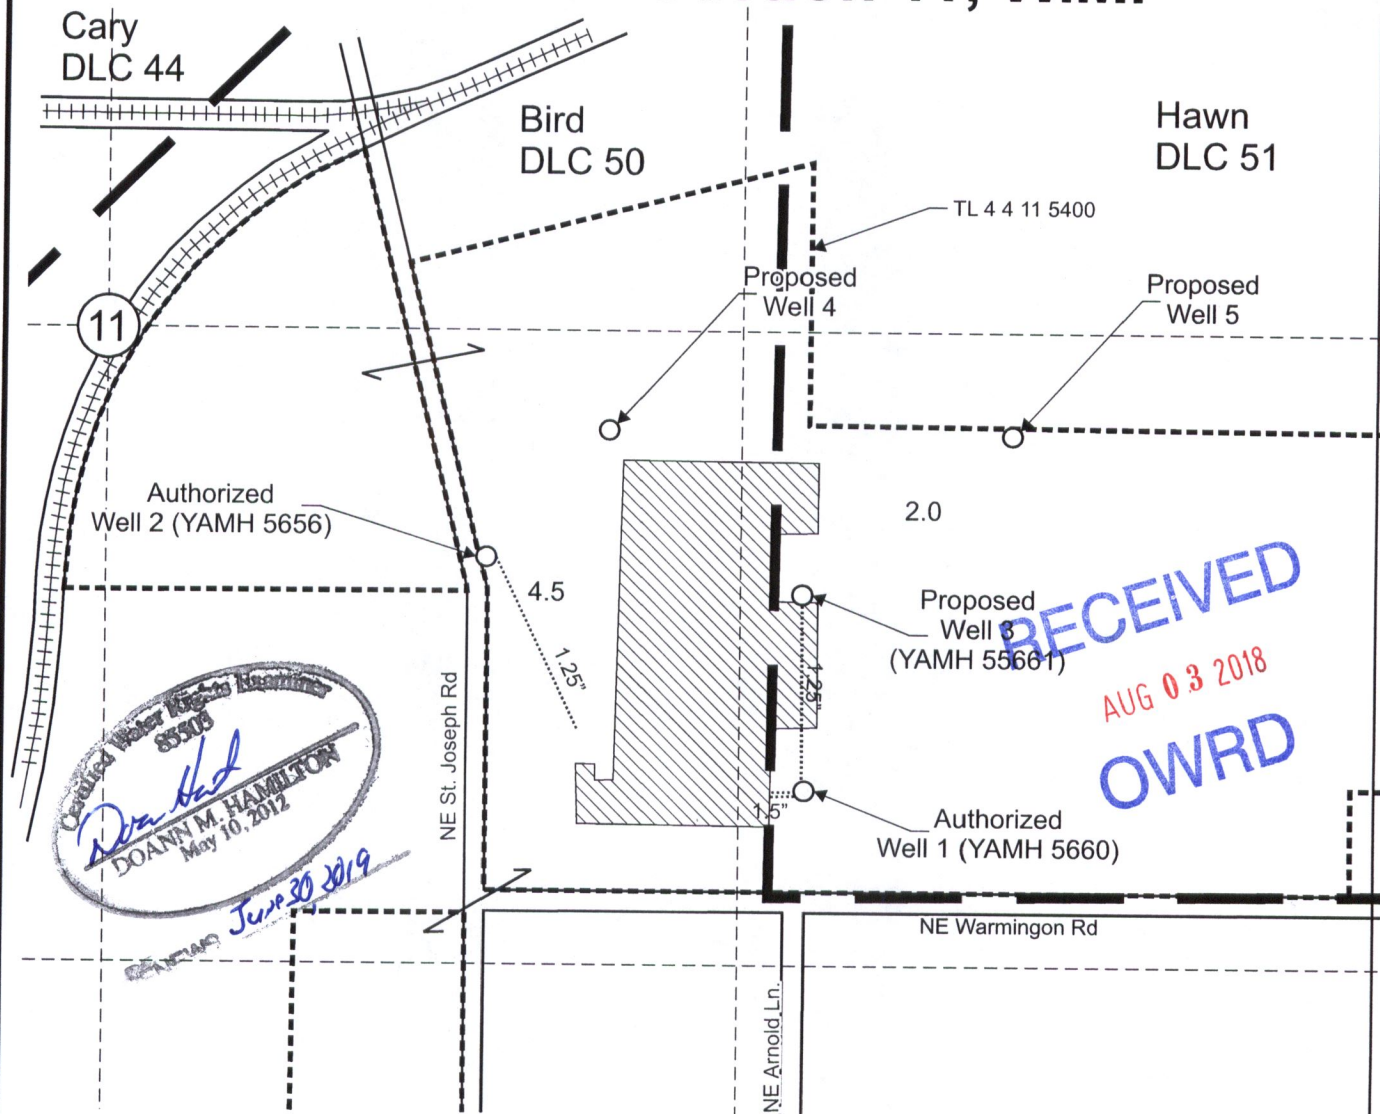 Cary
DLC 44
Bird
DLC 50
Hawn
DLC 51
TL 4 4 11 5400
Proposed
Well 4
Proposed
Well 5
11
Authorized
Well 2 (YAMH 5656)
2.0
4.5
Proposed
Well 3
(YAMH 55661)
RECEIVED
AUG 03 2018
OWRD
1.25"
1.25"
1.5"
Authorized
Well 1 (YAMH 5660)
NE St. Joseph Rd
Certified Water Rights Examiner
85503
DOANN M. HAMILTON
May 10, 2012
June 30 2019
NE Warmingon Rd
NE Arnold Ln.